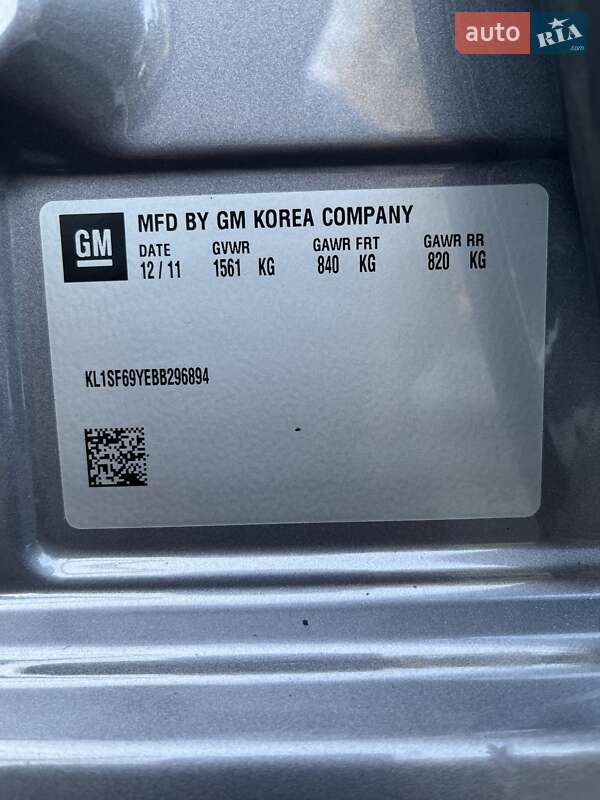 auto RIA.com
GM MFD BY GM KOREA COMPANY
DATE GVWR GAWR FRT GAWR RR
12/11 1561 KG 840 KG 820 KG
KL1SF69YEBB296894